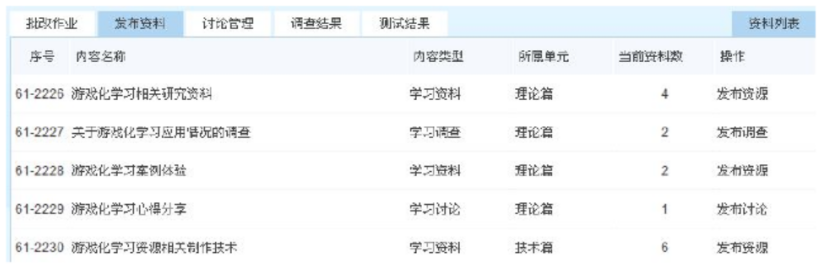 批改作业 发布资料 讨论管理 调查结果 测试结果 资料列表
序号 内容名称 内容类型 所属单元 当前资料数 操作
61-2226 游戏化学习相关研究资料 学习资料 理论篇 4 发布资源
61-2227 关于游戏化学习应用情况的调查 学习调查 理论篇 2 发布调查
61-2228 游戏化学习案例体验 学习资料 理论篇 2 发布资源
61-2229 游戏化学习心得分享 学习讨论 理论篇 1 发布讨论
61-2230 游戏化学习资源相关制作技术 学习资料 技术篇 6 发布资源